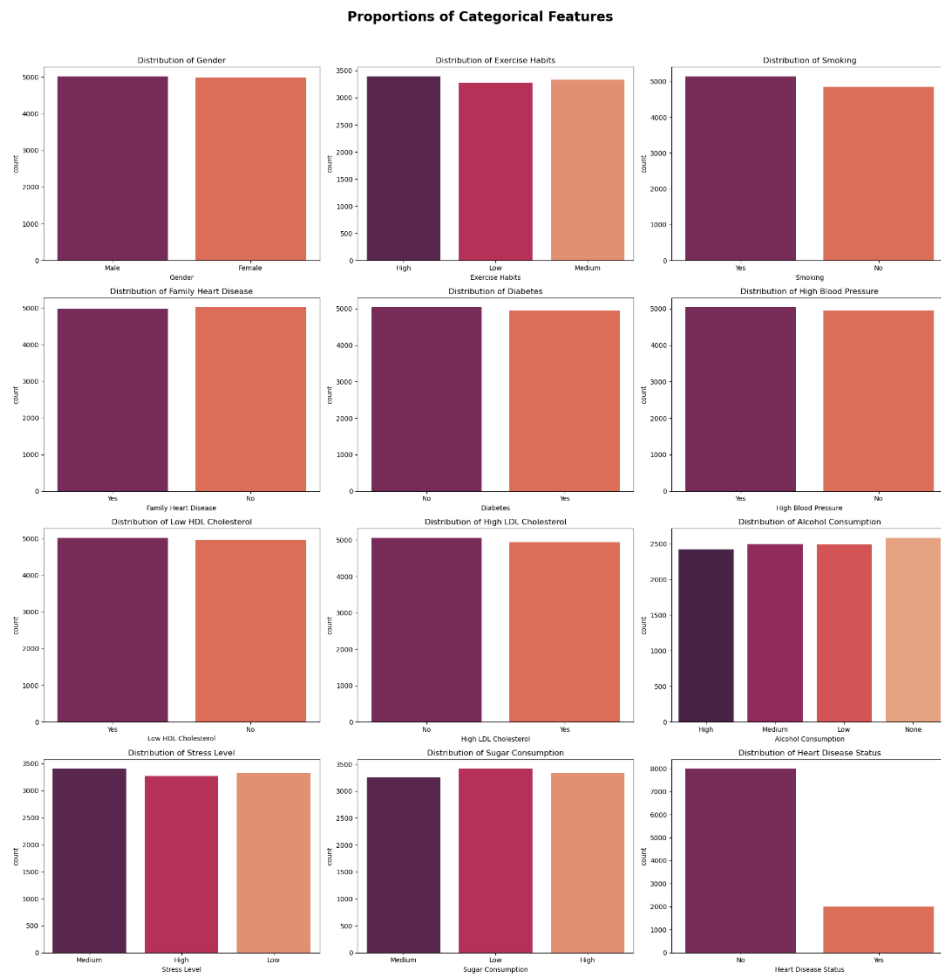 Proportions of Categorical Features
Distribution of Gender
5000
4000
3000
2000
1000
0
count
Male
Female
Gender
Distribution of Exercise Habits
3500
3000
2500
2000
1500
1000
500
0
count
High
Low
Medium
Exercise Habits
Distribution of Smoking
5000
4000
3000
2000
1000
0
count
Yes
No
Smoking
Distribution of Family Heart Disease
5000
4000
3000
2000
1000
0
count
Yes
No
Family Heart Disease
Distribution of Diabetes
5000
4000
3000
2000
1000
0
count
No
Yes
Diabetes
Distribution of High Blood Pressure
5000
4000
3000
2000
1000
0
count
Yes
No
High Blood Pressure
Distribution of Low HDL Cholesterol
5000
4000
3000
2000
1000
0
count
Yes
No
Low HDL Cholesterol
Distribution of High LDL Cholesterol
5000
4000
3000
2000
1000
0
count
No
Yes
High LDL Cholesterol
Distribution of Alcohol Consumption
2500
2000
1500
1000
500
0
count
High
Medium
Low
None
Alcohol Consumption
Distribution of Stress Level
3500
3000
2500
2000
1500
1000
500
0
count
Medium
High
Low
Stress Level
Distribution of Sugar Consumption
3500
3000
2500
2000
1500
1000
500
0
count
Medium
Low
High
Sugar Consumption
Distribution of Heart Disease Status
8000
7000
6000
5000
4000
3000
2000
1000
0
count
No
Yes
Heart Disease Status